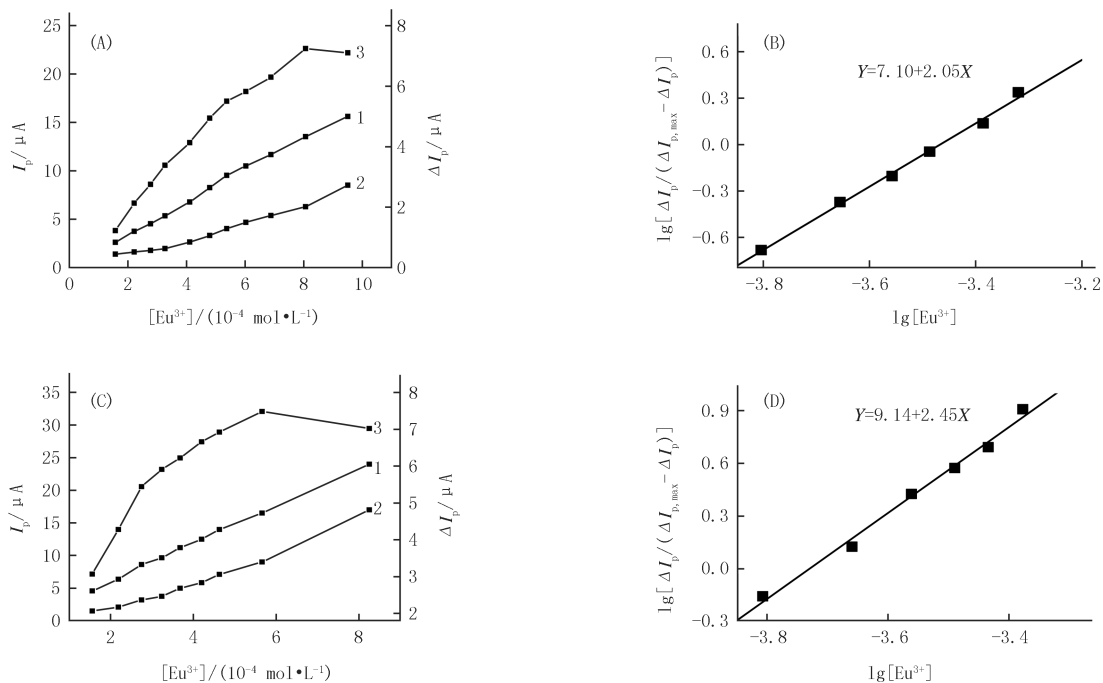 (A)
25
20
15
10
5
0
I_p/μA
8
6
4
2
0
ΔI_p/μA
3
1
2
0 2 4 6 8 10
[Eu³⁺]/(10⁻⁴ mol•L⁻¹)
(B)
Y=7.10+2.05X
0.6
0.3
0.0
-0.3
-0.6
lg[ΔI_p/(ΔI_p,max-ΔI_p)]
-3.8 -3.6 -3.4 -3.2
lg[Eu³⁺]
(C)
35
30
25
20
15
10
5
0
I_p/μA
8
7
6
5
4
3
2
ΔI_p/μA
3
1
2
2 4 6 8
[Eu³⁺]/(10⁻⁴ mol•L⁻¹)
(D)
Y=9.14+2.45X
0.9
0.6
0.3
0.0
-0.3
lg[ΔI_p/(ΔI_p,max-ΔI_p)]
-3.8 -3.6 -3.4
lg[Eu³⁺]